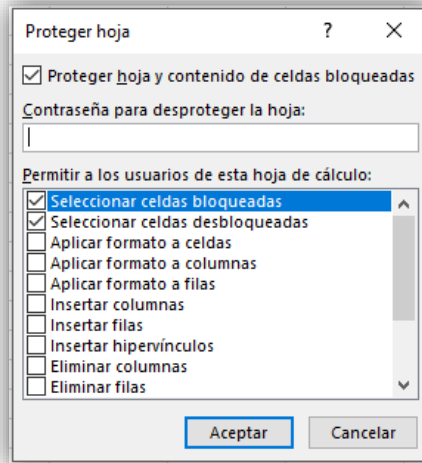 Proteger hoja ?
Proteger hoja y contenido de celdas bloqueadas
Contraseña para desproteger la hoja:
Permitir a los usuarios de esta hoja de cálculo:
Seleccionar celdas bloqueadas
Seleccionar celdas desbloqueadas
Aplicar formato a celdas
Aplicar formato a columnas
Aplicar formato a filas
Insertar columnas
Insertar filas
Insertar hipervínculos
Eliminar columnas
Eliminar filas
Aceptar Cancelar